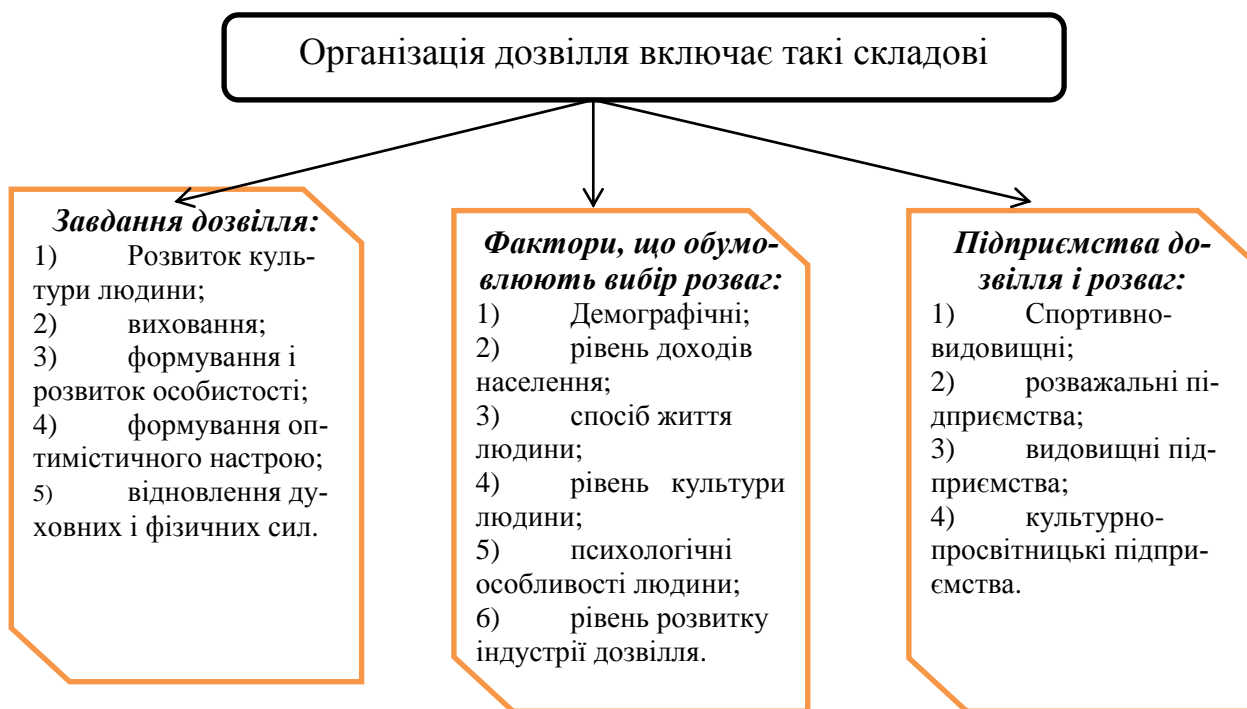 Організація дозвілля включає такі складові
Завдання дозвілля:
1) Розвиток куль-
тури людини;
2) виховання;
3) формування і
розвиток особистості;
4) формування оп-
тимістичного настрою;
5) відновлення ду-
ховних і фізичних сил.
Фактори, що обумо-
влюють вибір розваг:
1) Демографічні;
2) рівень доходів
населення;
3) спосіб життя
людини;
4) рівень культури
людини;
5) психологічні
особливості людини;
6) рівень розвитку
індустрії дозвілля.
Підприємства до-
звілля і розваг:
1) Спортивно-
видовищні;
2) розважальні пі-
дприємства;
3) видовищні під-
приємства;
4) культурно-
просвітницькі підпри-
ємства.